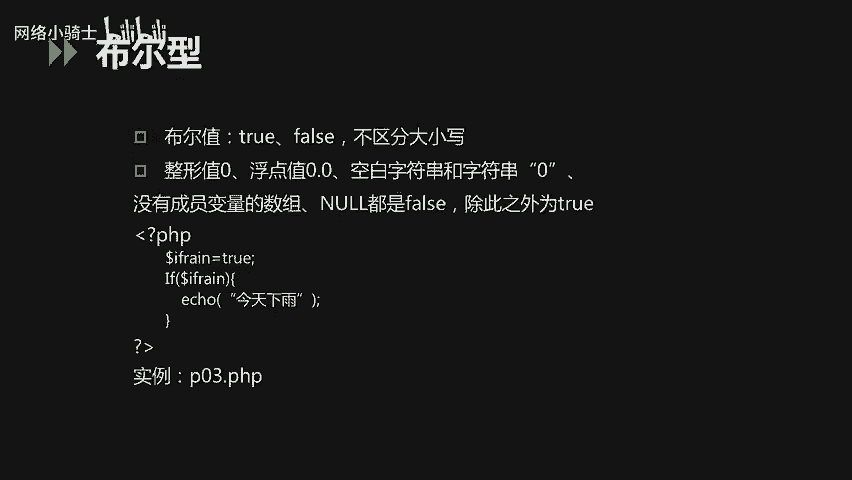 网络小骑士 bilibili
布尔型
布尔值：true、false，不区分大小写
整形值0、浮点值0.0、空白字符串和字符串“0”、
没有成员变量的数组、NULL都是false，除此之外为true
<?php
$ifrain=true;
If($ifrain){
echo(“今天下雨”);
}
?>
实例：p03.php